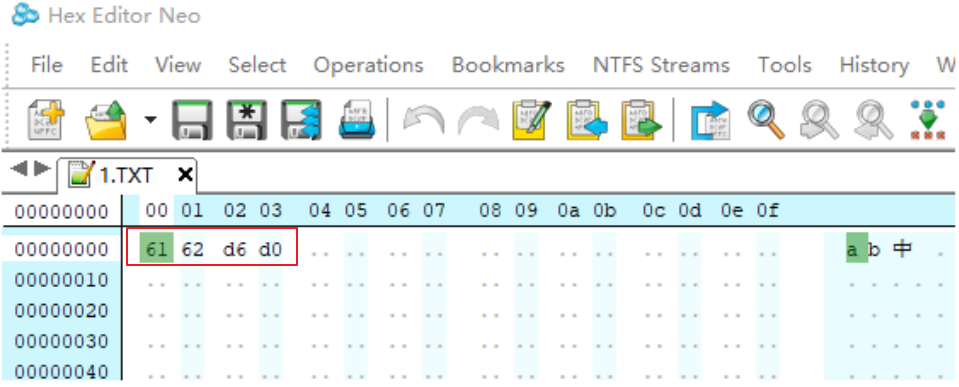 Hex Editor Neo
File Edit View Select Operations Bookmarks NTFS Streams Tools History W
1.TXT
00000000 00 01 02 03 04 05 06 07 08 09 0a 0b 0c 0d 0e 0f
00000000 61 62 d6 d0 .. .. .. .. .. .. .. .. .. .. .. .. ab中 .
00000010 .. .. .. .. .. .. .. .. .. .. .. .. .. .. .. .. . . . . .
00000020 .. .. .. .. .. .. .. .. .. .. .. .. .. .. .. .. . . . . .
00000030 .. .. .. .. .. .. .. .. .. .. .. .. .. .. .. .. . . . . .
00000040 .. .. .. .. .. .. .. .. .. .. .. .. .. .. .. .. . . . . .